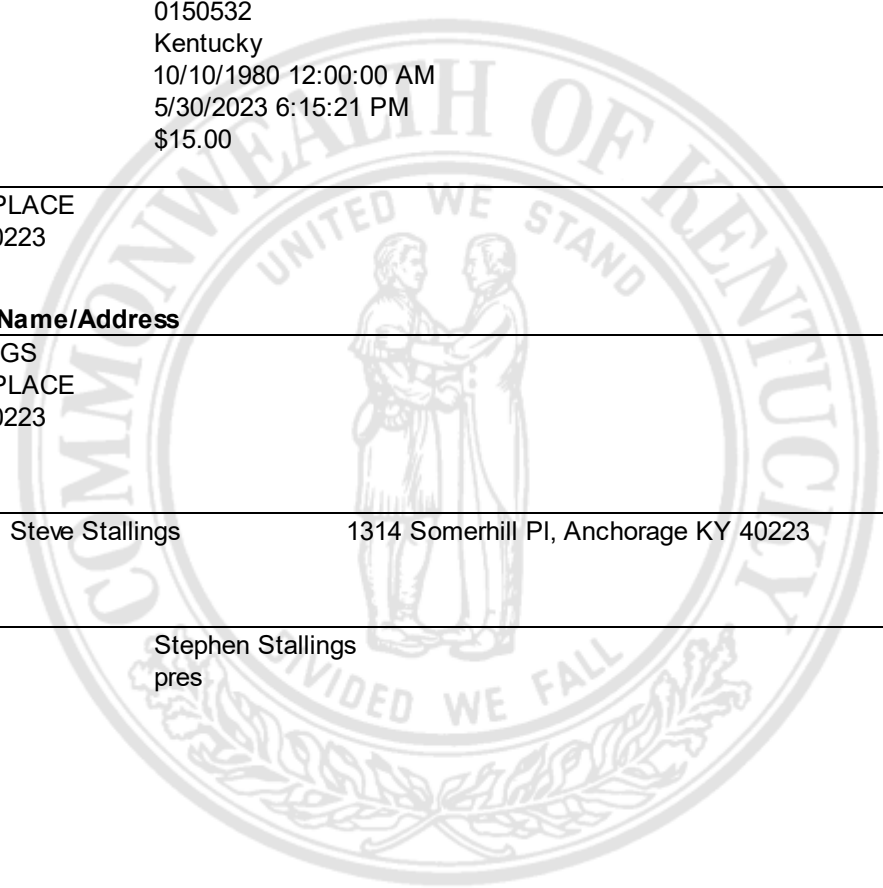 0150532
Kentucky
10/10/1980 12:00:00 AM
5/30/2023 6:15:21 PM
$15.00
PLACE
0223
Name/Address
GS
PLACE
0223
Steve Stallings 1314 Somerhill Pl, Anchorage KY 40223
Stephen Stallings
pres
COMMONWEALTH OF KENTUCKY
UNITED WE STAND
DIVIDED WE FALL